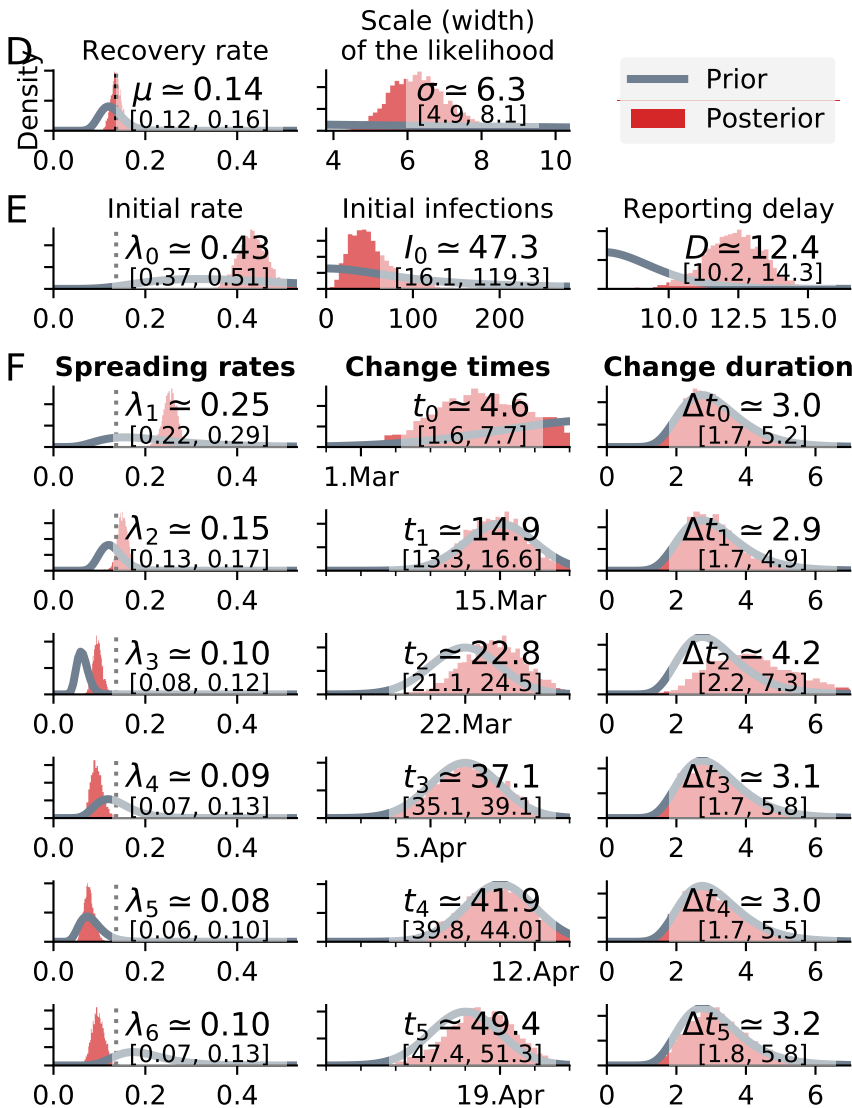 D
Recovery rate
Scale (width)
of the likelihood
Density
μ ≃ 0.14
[0.12, 0.16]
σ ≃ 6.3
[4.9, 8.1]
Prior
Posterior
0.0 0.2 0.4
4 6 8 10
E
Initial rate
Initial infections
Reporting delay
λ₀ ≃ 0.43
[0.37, 0.51]
I₀ ≃ 47.3
[16.1, 119.3]
D ≃ 12.4
[10.2, 14.3]
0.0 0.2 0.4
0 100 200
10.0 12.5 15.0
F
Spreading rates
Change times
Change duration
λ₁ ≃ 0.25
[0.22, 0.29]
t₀ ≃ 4.6
[1.6, 7.7]
Δt₀ ≃ 3.0
[1.7, 5.2]
0.0 0.2 0.4
1.Mar
0 2 4 6
λ₂ ≃ 0.15
[0.13, 0.17]
t₁ ≃ 14.9
[13.3, 16.6]
Δt₁ ≃ 2.9
[1.7, 4.9]
0.0 0.2 0.4
15.Mar
0 2 4 6
λ₃ ≃ 0.10
[0.08, 0.12]
t₂ ≃ 22.8
[21.1, 24.5]
Δt₂ ≃ 4.2
[2.2, 7.3]
0.0 0.2 0.4
22.Mar
0 2 4 6
λ₄ ≃ 0.09
[0.07, 0.13]
t₃ ≃ 37.1
[35.1, 39.1]
Δt₃ ≃ 3.1
[1.7, 5.8]
0.0 0.2 0.4
5.Apr
0 2 4 6
λ₅ ≃ 0.08
[0.06, 0.10]
t₄ ≃ 41.9
[39.8, 44.0]
Δt₄ ≃ 3.0
[1.7, 5.5]
0.0 0.2 0.4
12.Apr
0 2 4 6
λ₆ ≃ 0.10
[0.07, 0.13]
t₅ ≃ 49.4
[47.4, 51.3]
Δt₅ ≃ 3.2
[1.8, 5.8]
0.0 0.2 0.4
19.Apr
0 2 4 6